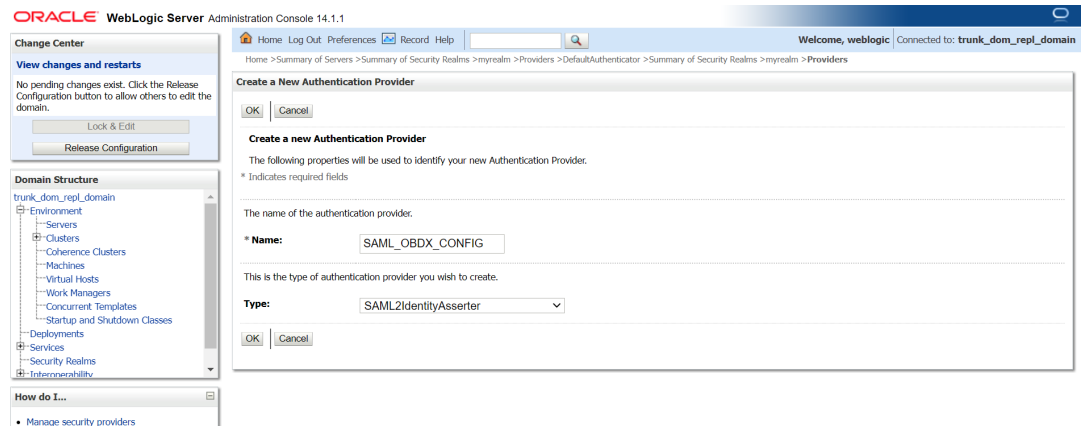 ORACLE WebLogic Server Administration Console 14.1.1
Change Center
View changes and restarts
No pending changes exist. Click the Release
Configuration button to allow others to edit the
domain.
Lock & Edit
Release Configuration
Domain Structure
trunk_dom_repl_domain
Environment
Servers
Clusters
Coherence Clusters
Machines
Virtual Hosts
Work Managers
Concurrent Templates
Startup and Shutdown Classes
Deployments
Services
Security Realms
Interoperability
How do I...
Manage security providers
Home Log Out Preferences Record Help
Welcome, weblogic Connected to: trunk_dom_repl_domain
Home >Summary of Servers >Summary of Security Realms >myrealm >Providers >DefaultAuthenticator >Summary of Security Realms >myrealm >Providers
Create a New Authentication Provider
OK Cancel
Create a new Authentication Provider
The following properties will be used to identify your new Authentication Provider.
* Indicates required fields
The name of the authentication provider.
* Name: SAML_OBDX_CONFIG
This is the type of authentication provider you wish to create.
Type: SAML2IdentityAsserter
OK Cancel